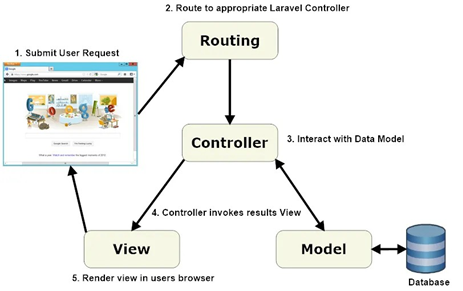 2. Route to appropriate Laravel Controller
1. Submit User Request
Routing
Controller
3. Interact with Data Model
4. Controller invokes results View
View
Model
5. Render view in users browser
Database